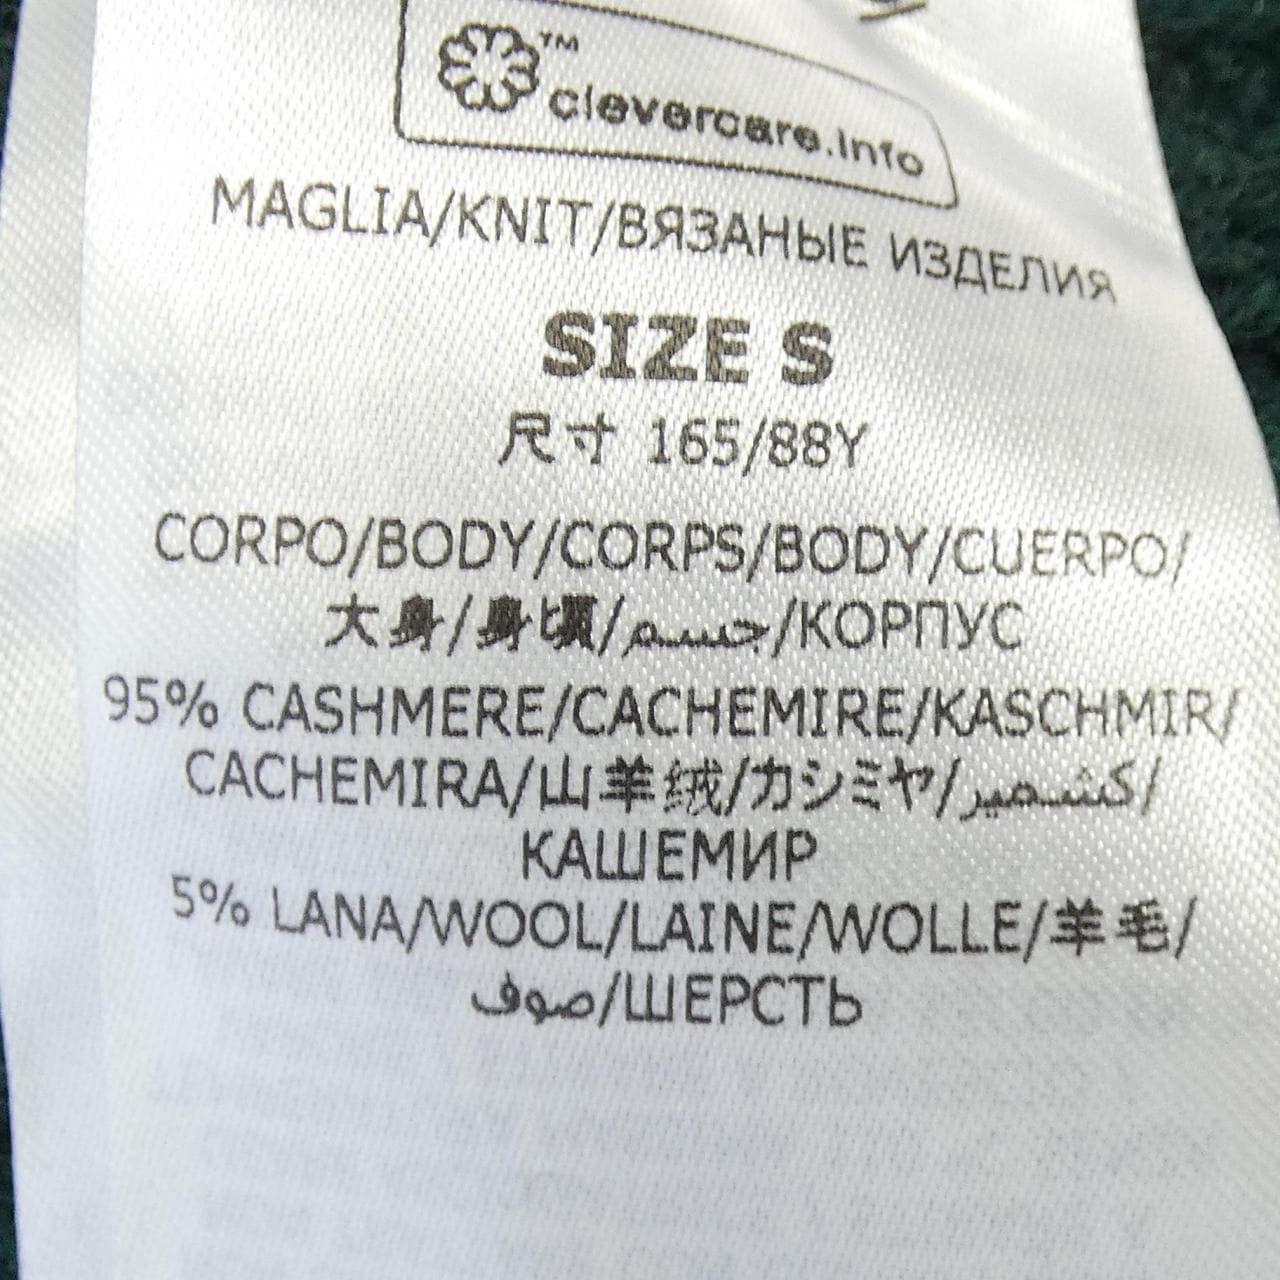 TM
clevercare.info
MAGLIA/KNIT/ВЯЗАНЫЕ ИЗДЕЛИЯ
SIZE S
尺寸 165/88Y
CORPO/BODY/CORPS/BODY/CUERPO/
大身/身頃/جسم/КОРПУС
95% CASHMERE/CACHEMIRE/KASCHMIR/
CACHEMIRA/山羊绒/カシミヤ/كشمير/
КАШЕМИР
5% LANA/WOOL/LAINE/WOLLE/羊毛/
صوف/ШЕРСТЬ